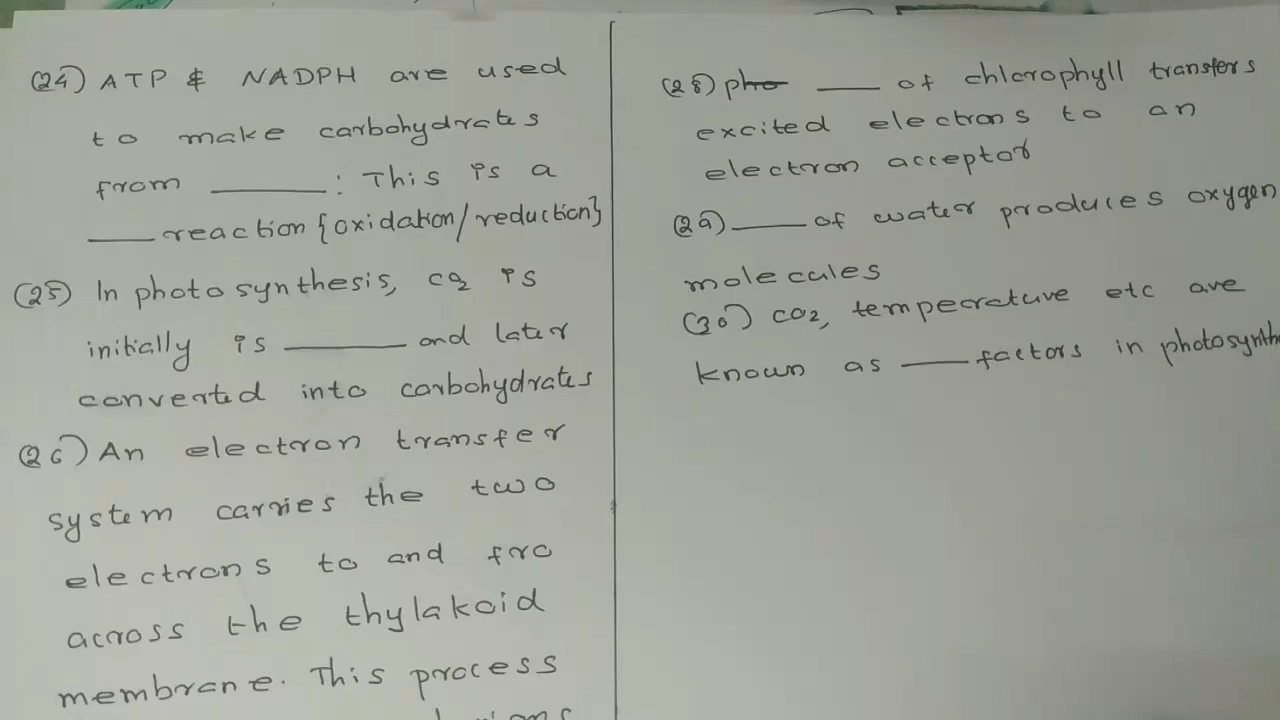 (24) ATP & NADPH are used
to make carbohydrates
from ______: This is a
____ reaction {oxidation/reduction}
(25) In photosynthesis, CO2 is
initially is ______ and later
converted into carbohydrates
(26) An electron transfer
system carries the two
electrons to and fro
across the thylakoid
membrane. This process
(28) pho ____ of chlorophyll transfers
excited electrons to an
electron acceptor
(29) ____ of water produces oxygen
molecules
(30) CO2, temperature etc are
known as ____ factors in photosynth